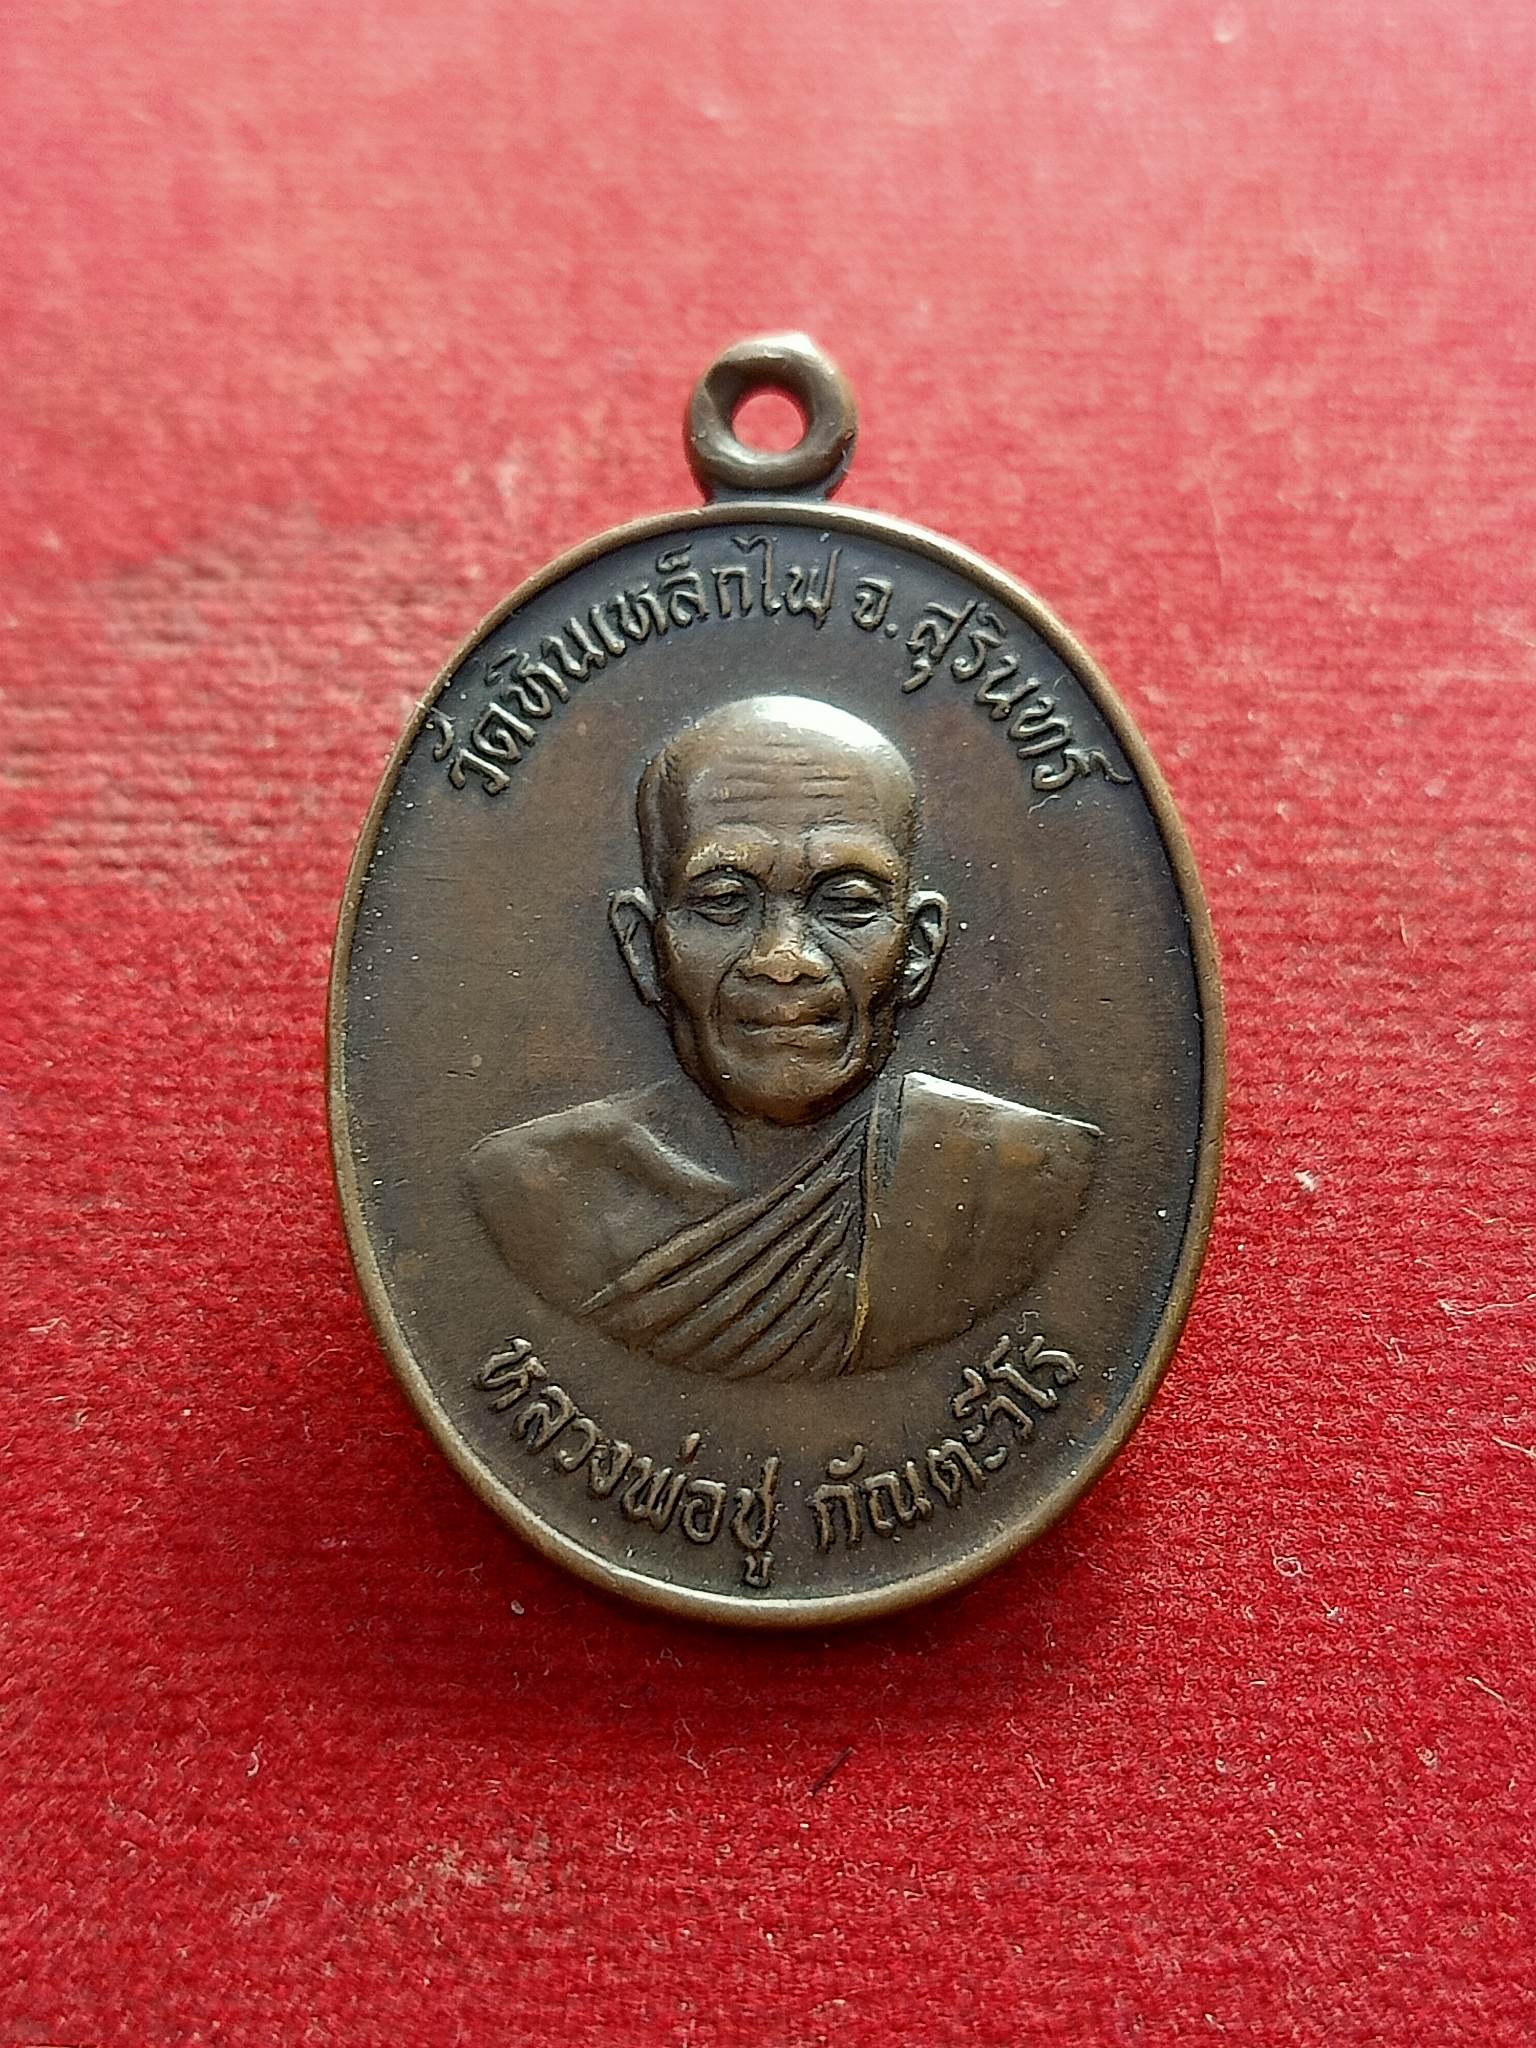 วัดหินเหล็กไฟ จ.สุรินทร์
หลวงพ่อชู กัณตะวีโร